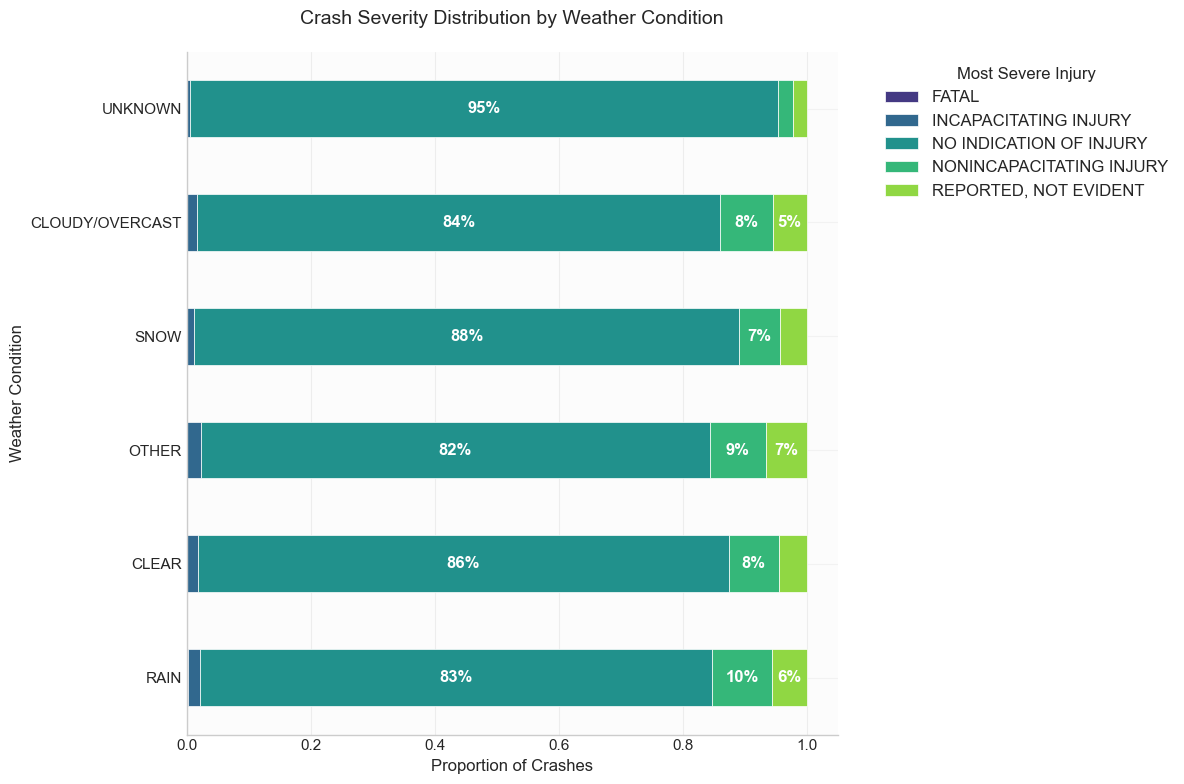 Crash Severity Distribution by Weather Condition
Most Severe Injury
FATAL
INCAPACITATING INJURY
NO INDICATION OF INJURY
NONINCAPACITATING INJURY
REPORTED, NOT EVIDENT
Weather Condition
UNKNOWN 95%
CLOUDY/OVERCAST 84% 8% 5%
SNOW 88% 7%
OTHER 82% 9% 7%
CLEAR 86% 8%
RAIN 83% 10% 6%
0.0 0.2 0.4 0.6 0.8 1.0
Proportion of Crashes